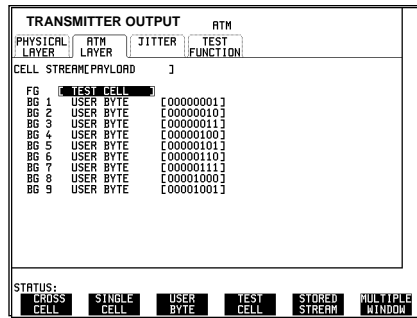 TRANSMITTER OUTPUT ATM
PHYSICAL LAYER ATM LAYER JITTER TEST FUNCTION
CELL STREAM[PAYLOAD ]
FG [ TEST CELL ]
BG 1 USER BYTE [00000001]
BG 2 USER BYTE [00000010]
BG 3 USER BYTE [00000011]
BG 4 USER BYTE [00000100]
BG 5 USER BYTE [00000101]
BG 6 USER BYTE [00000110]
BG 7 USER BYTE [00000111]
BG 8 USER BYTE [00001000]
BG 9 USER BYTE [00001001]
STATUS:
CROSS CELL SINGLE CELL USER BYTE TEST CELL STORED STREAM MULTIPLE WINDOW